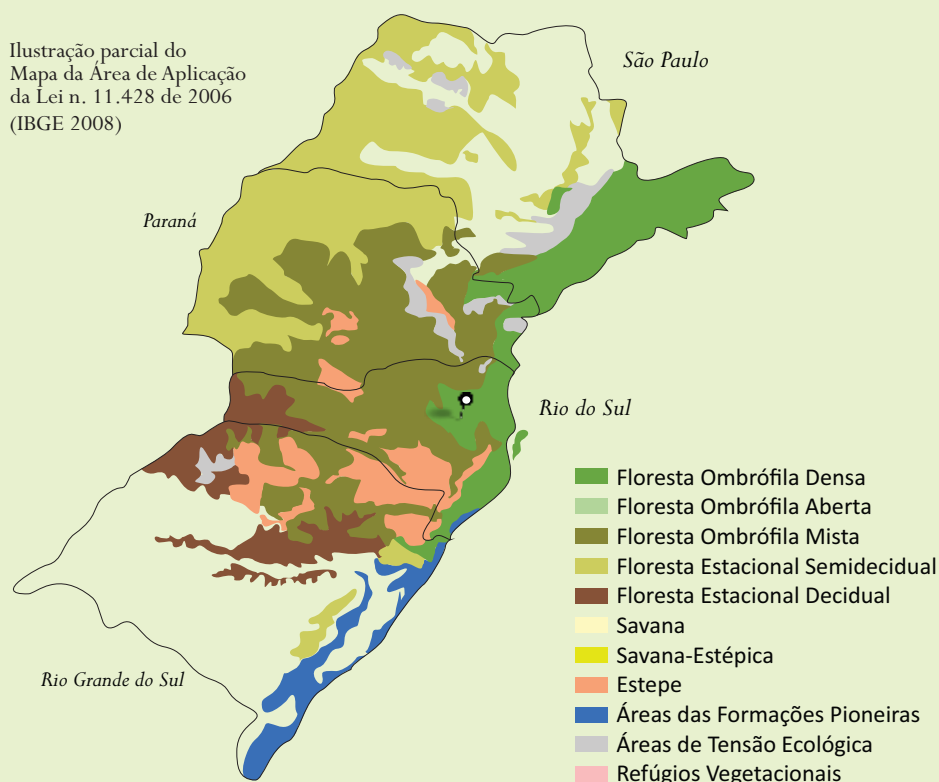 Ilustração parcial do
Mapa da Área de Aplicação
da Lei n. 11.428 de 2006
(IBGE 2008)
São Paulo
Paraná
Rio do Sul
Rio Grande do Sul
Floresta Ombrófila Densa
Floresta Ombrófila Aberta
Floresta Ombrófila Mista
Floresta Estacional Semidecidual
Floresta Estacional Decidual
Savana
Savana-Estépica
Estepe
Áreas das Formações Pioneiras
Áreas de Tensão Ecológica
Refúgios Vegetacionais